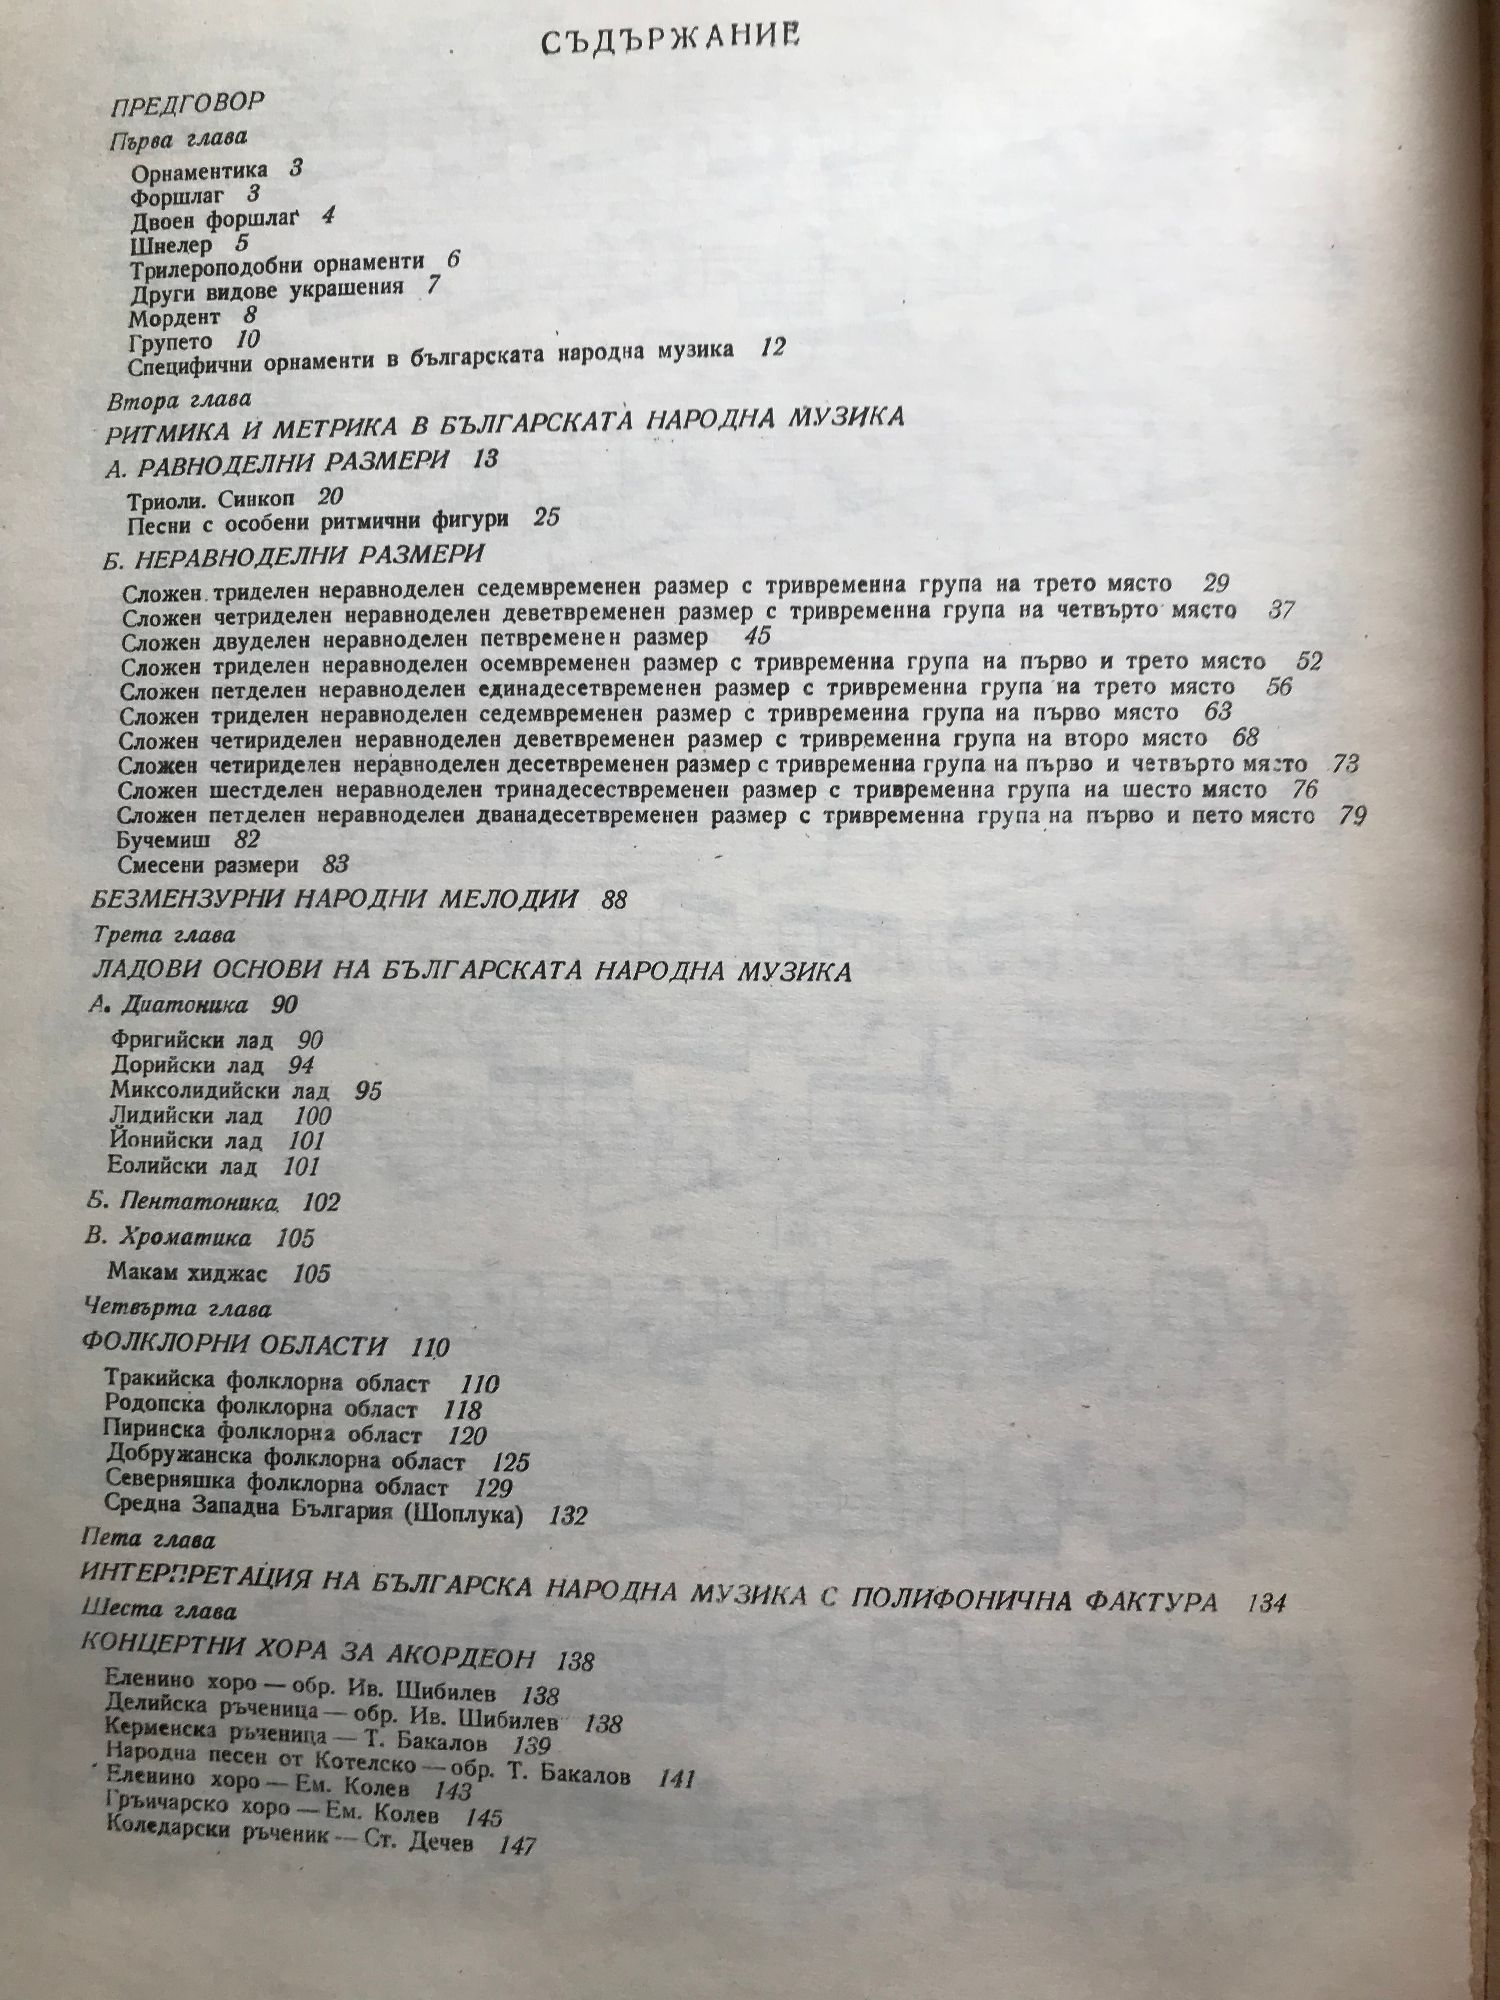 СЪДЪРЖАНИЕ
ПРЕДГОВОР
Първа глава
Орнаментика 3
Форшлаг 3
Двоен форшлаг 4
Шнелер 5
Трилероподобни орнаменти 6
Други видове украшения 7
Мордент 8
Групето 10
Специфични орнаменти в българската народна музика 12
Втора глава
РИТМИКА И МЕТРИКА В БЪЛГАРСКАТА НАРОДНА МУЗИКА
А. РАВНОДЕЛНИ РАЗМЕРИ 13
Триоли. Синкоп 20
Песни с особени ритмични фигури 25
Б. НЕРАВНОДЕЛНИ РАЗМЕРИ
Сложен триделен неравноделен седемвременен размер с тривременна група на трето място 29
Сложен четриделен неравноделен деветвременен размер с тривременна група на четвърто място 37
Сложен двуделен неравноделен петвременен размер 45
Сложен триделен неравноделен осемвременен размер с тривременна група на първо и трето място 52
Сложен петделен неравноделен единадесетвременен размер с тривременна група на трето място 56
Сложен триделен неравноделен седемвременен размер с тривременна група на първо място 63
Сложен четириделен неравноделен деветвременен размер с тривременна група на второ място 68
Сложен четириделен неравноделен десетвременен размер с тривременна група на първо и четвърто място 73
Сложен шестделен неравноделен тринадесествременен размер с тривременна група на шесто място 76
Сложен петделен неравноделен дванадесетвременен размер с тривременна група на първо и пето място 79
Бучемиш 82
Смесени размери 83
БЕЗМЕНЗУРНИ НАРОДНИ МЕЛОДИИ 88
Трета глава
ЛАДОВИ ОСНОВИ НА БЪЛГАРСКАТА НАРОДНА МУЗИКА
А. Диатоника 90
Фригийски лад 90
Дорийски лад 94
Миксолидийски лад 95
Лидийски лад 100
Йонийски лад 101
Еолийски лад 101
Б. Пентатоника 102
В. Хроматика 105
Макам хиджас 105
Четвърта глава
ФОЛКЛОРНИ ОБЛАСТИ 110
Тракийска фолклорна област 110
Родопска фолклорна област 118
Пиринска фолклорна област 120
Добружанска фолклорна област 125
Северняшка фолклорна област 129
Средна Западна България (Шоплука) 132
Пета глава
ИНТЕРПРЕТАЦИЯ НА БЪЛГАРСКА НАРОДНА МУЗИКА С ПОЛИФОНИЧНА ФАКТУРА 134
Шеста глава
КОНЦЕРТНИ ХОРА ЗА АКОРДЕОН 138
Еленино хоро — обр. Ив. Шибилев 138
Делийска ръченица — обр. Ив. Шибилев 138
Керменска ръченица — Т. Бакалов 139
Народна песен от Котелско — обр. Т. Бакалов 141
Еленино хоро — Ем. Колев 143
Гръичарско хоро — Ем. Колев 145
Коледарски ръченик — Ст. Дечев 147